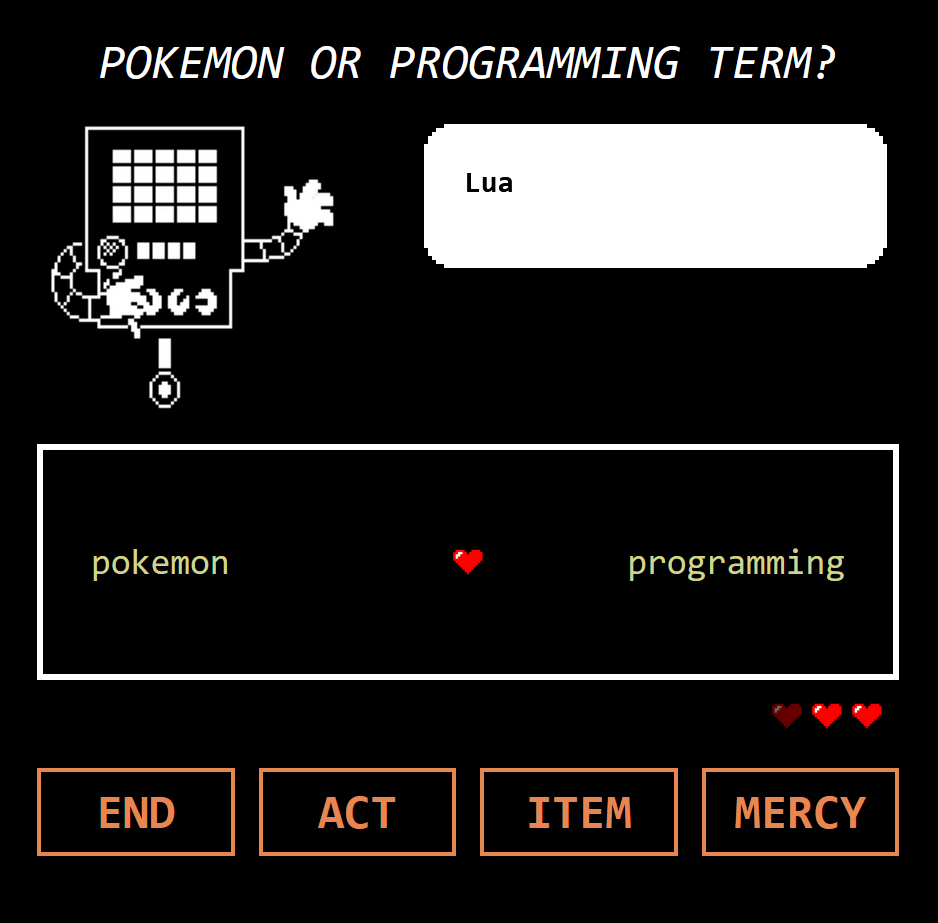 POKEMON OR PROGRAMMING TERM?
Lua
pokemon programming
END ACT ITEM MERCY